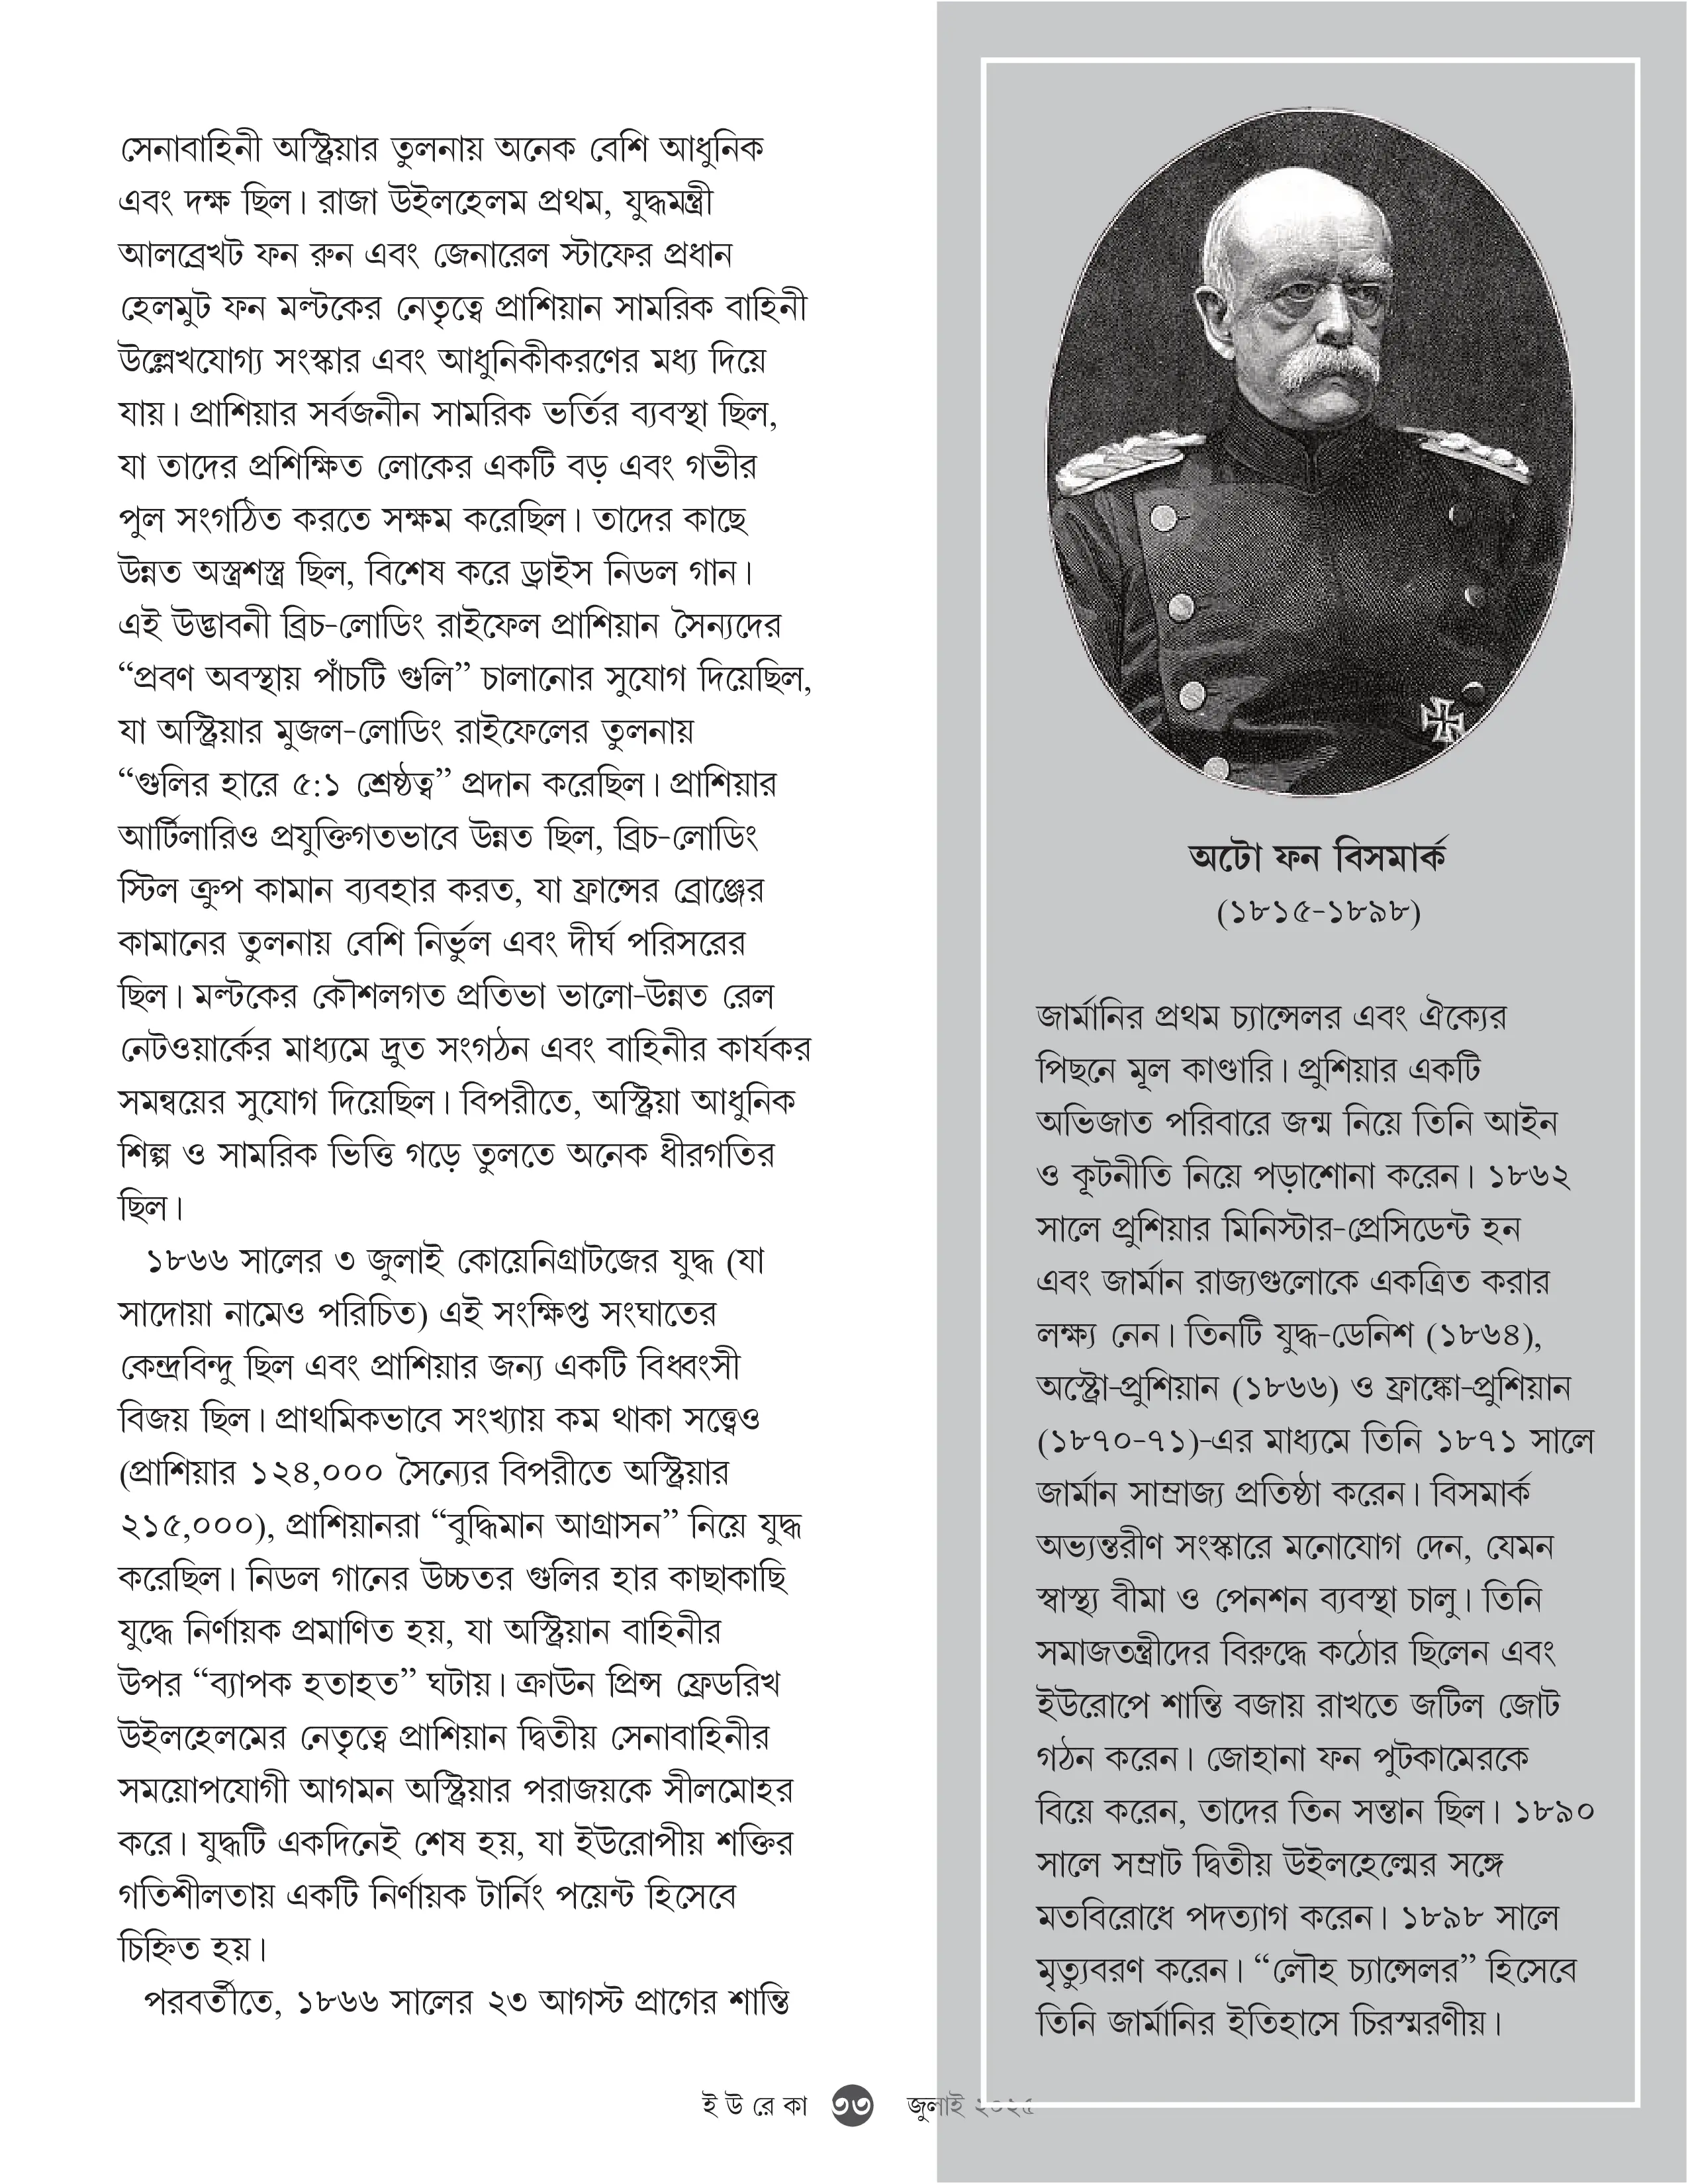 সেনাবাহিনী অস্ট্রিয়ার তুলনায় অনেক বেশি আধুনিক
এবং দক্ষ ছিল। রাজা উইলহেলম প্রথম, যুদ্ধমন্ত্রী
আলব্রেখট ফন রুন এবং জেনারেল স্টাফের প্রধান
হেলমুট ফন মল্টকের নেতৃত্বে প্রাশিয়ান সামরিক বাহিনী
উল্লেখযোগ্য সংস্কার এবং আধুনিকীকরণের মধ্য দিয়ে
যায়। প্রাশিয়ার সর্বজনীন সামরিক ভর্তির ব্যবস্থা ছিল,
যা তাদের প্রশিক্ষিত লোকের একটি বড় এবং গভীর
পুল সংগঠিত করতে সক্ষম করেছিল। তাদের কাছে
উন্নত অস্ত্রশস্ত্র ছিল, বিশেষ করে ড্রাইস নিডল গান।
এই উদ্ভাবনী ব্রিচ-লোডিং রাইফেল প্রাশিয়ান সৈন্যদের
“প্রবণ অবস্থায় পাঁচটি গুলি” চালানোর সুযোগ দিয়েছিল,
যা অস্ট্রিয়ার মুজল-লোডিং রাইফেলের তুলনায়
“গুলির হারে ৫:১ শ্রেষ্ঠত্ব” প্রদান করেছিল। প্রাশিয়ার
আর্টিলারিও প্রযুক্তিগতভাবে উন্নত ছিল, ব্রিচ-লোডিং
স্টিল ক্রুপ কামান ব্যবহার করত, যা ফ্রান্সের ব্রোঞ্জের
কামানের তুলনায় বেশি নির্ভুল এবং দীর্ঘ পরিসরের
ছিল। মল্টকের কৌশলগত প্রতিভা ভালো-উন্নত রেল
নেটওয়ার্কের মাধ্যমে দ্রুত সংগঠন এবং বাহিনীর কার্যকর
সমন্বয়ের সুযোগ দিয়েছিল। বিপরীতে, অস্ট্রিয়া আধুনিক
শিল্প ও সামরিক ভিত্তি গড়ে তুলতে অনেক ধীরগতির
ছিল।
১৮৬৬ সালের ৩ জুলাই কোয়েনিগ্রাটজের যুদ্ধ (যা
সাদোয়া নামেও পরিচিত) এই সংক্ষিপ্ত সংঘাতের
কেন্দ্রবিন্দু ছিল এবং প্রাশিয়ার জন্য একটি বিধ্বংসী
বিজয় ছিল। প্রাথমিকভাবে সংখ্যায় কম থাকা সত্ত্বেও
(প্রাশিয়ার ১২৪,০০০ সৈন্যের বিপরীতে অস্ট্রিয়ার
২১৫,০০০), প্রাশিয়ানরা “বুদ্ধিমান আগ্রাসন” নিয়ে যুদ্ধ
করেছিল। নিডল গানের উচ্চতর গুলির হার কাছাকাছি
যুদ্ধে নির্ণায়ক প্রমাণিত হয়, যা অস্ট্রিয়ান বাহিনীর
উপর “ব্যাপক হতাহত” ঘটায়। ক্রাউন প্রিন্স ফ্রেডরিখ
উইলহেলমের নেতৃত্বে প্রাশিয়ান দ্বিতীয় সেনাবাহিনীর
সময়োপযোগী আগমন অস্ট্রিয়ার পরাজয়কে সীলমোহর
করে। যুদ্ধটি একদিনেই শেষ হয়, যা ইউরোপীয় শক্তির
গতিশীলতায় একটি নির্ণায়ক টার্নিং পয়েন্ট হিসেবে
চিহ্নিত হয়।
পরবর্তীতে, ১৮৬৬ সালের ২৩ আগস্ট প্রাগের শান্তি
অটো ফন বিসমার্ক
(১৮১৫-১৮৯৮)
জার্মানির প্রথম চ্যান্সেলর এবং ঐক্যের
পিছনে মূল কাণ্ডারি। প্রুশিয়ার একটি
অভিজাত পরিবারে জন্ম নিয়ে তিনি আইন
ও কূটনীতি নিয়ে পড়াশোনা করেন। ১৮৬২
সালে প্রুশিয়ার মিনিস্টার-প্রেসিডেন্ট হন
এবং জার্মান রাজ্যগুলোকে একত্রিত করার
লক্ষ্য নেন। তিনটি যুদ্ধ-ডেনিশ (১৮৬৪),
অস্ট্রো-প্রুশিয়ান (১৮৬৬) ও ফ্রাঙ্কো-প্রুশিয়ান
(১৮৭০-৭১)-এর মাধ্যমে তিনি ১৮৭১ সালে
জার্মান সাম্রাজ্য প্রতিষ্ঠা করেন। বিসমার্ক
অভ্যন্তরীণ সংস্কারে মনোযোগ দেন, যেমন
স্বাস্থ্য বীমা ও পেনশন ব্যবস্থা চালু। তিনি
সমাজতন্ত্রীদের বিরুদ্ধে কঠোর ছিলেন এবং
ইউরোপে শান্তি বজায় রাখতে জটিল জোট
গঠন করেন। জোহানা ফন পুটকামেরকে
বিয়ে করেন, তাদের তিন সন্তান ছিল। ১৮৯০
সালে সম্রাট দ্বিতীয় উইলহেল্মের সঙ্গে
মতবিরোধে পদত্যাগ করেন। ১৮৯৮ সালে
মৃত্যুবরণ করেন। “লৌহ চ্যান্সেলর” হিসেবে
তিনি জার্মানির ইতিহাসে চিরস্মরণীয়।
ই উ রে কা ৩৩ জুলাই ২০২৫